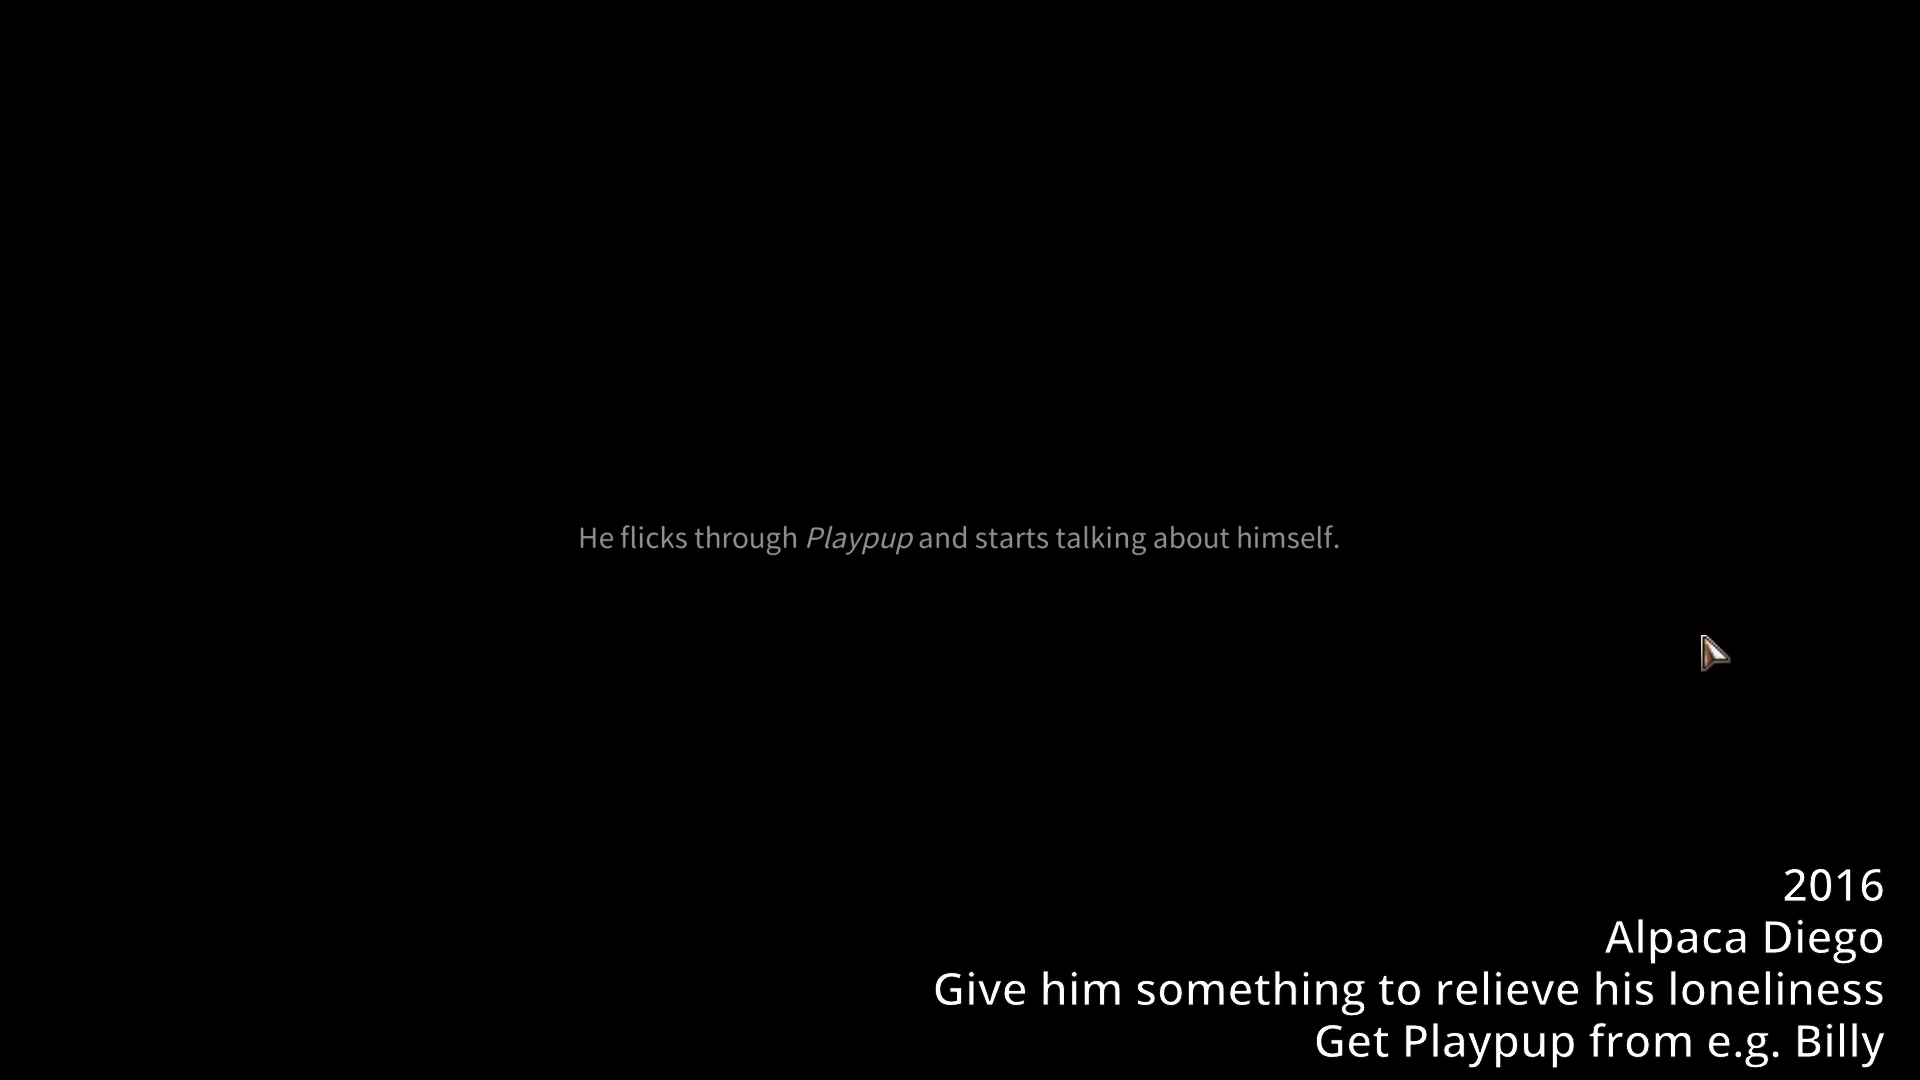 He flicks through Playpup and starts talking about himself.
2016
Alpaca Diego
Give him something to relieve his loneliness
Get Playpup from e.g. Billy